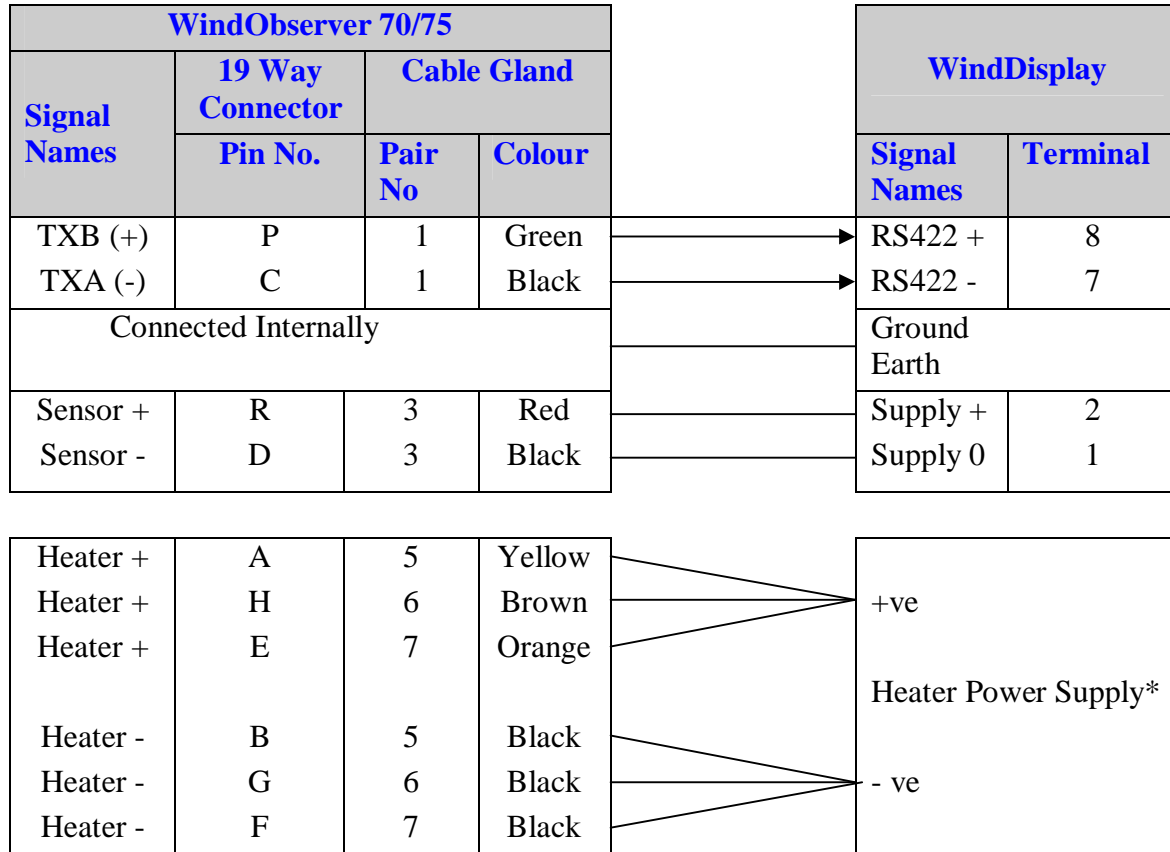 WindObserver 70/75
WindDisplay
Signal Names
19 Way Connector
Cable Gland
Pin No.
Pair No
Colour
Signal Names
Terminal
TXB (+) P 1 Green RS422 + 8
TXA (-) C 1 Black RS422 - 7
Connected Internally Ground Earth
Sensor + R 3 Red Supply + 2
Sensor - D 3 Black Supply 0 1
Heater + A 5 Yellow
Heater + H 6 Brown +ve
Heater + E 7 Orange
Heater Power Supply*
Heater - B 5 Black
Heater - G 6 Black - ve
Heater - F 7 Black